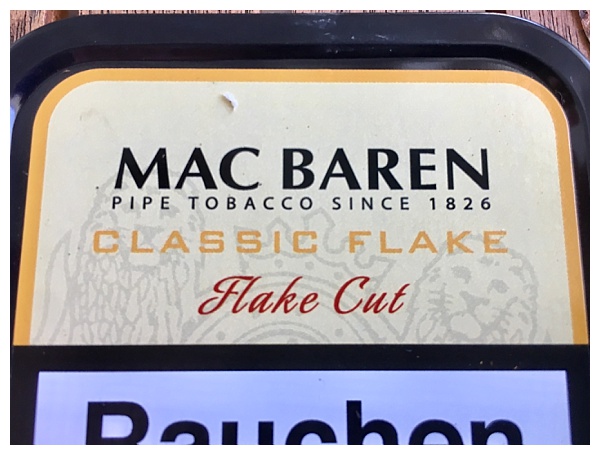 MAC BAREN
PIPE TOBACCO SINCE 1826
CLASSIC FLAKE
Flake Cut
Rauchen